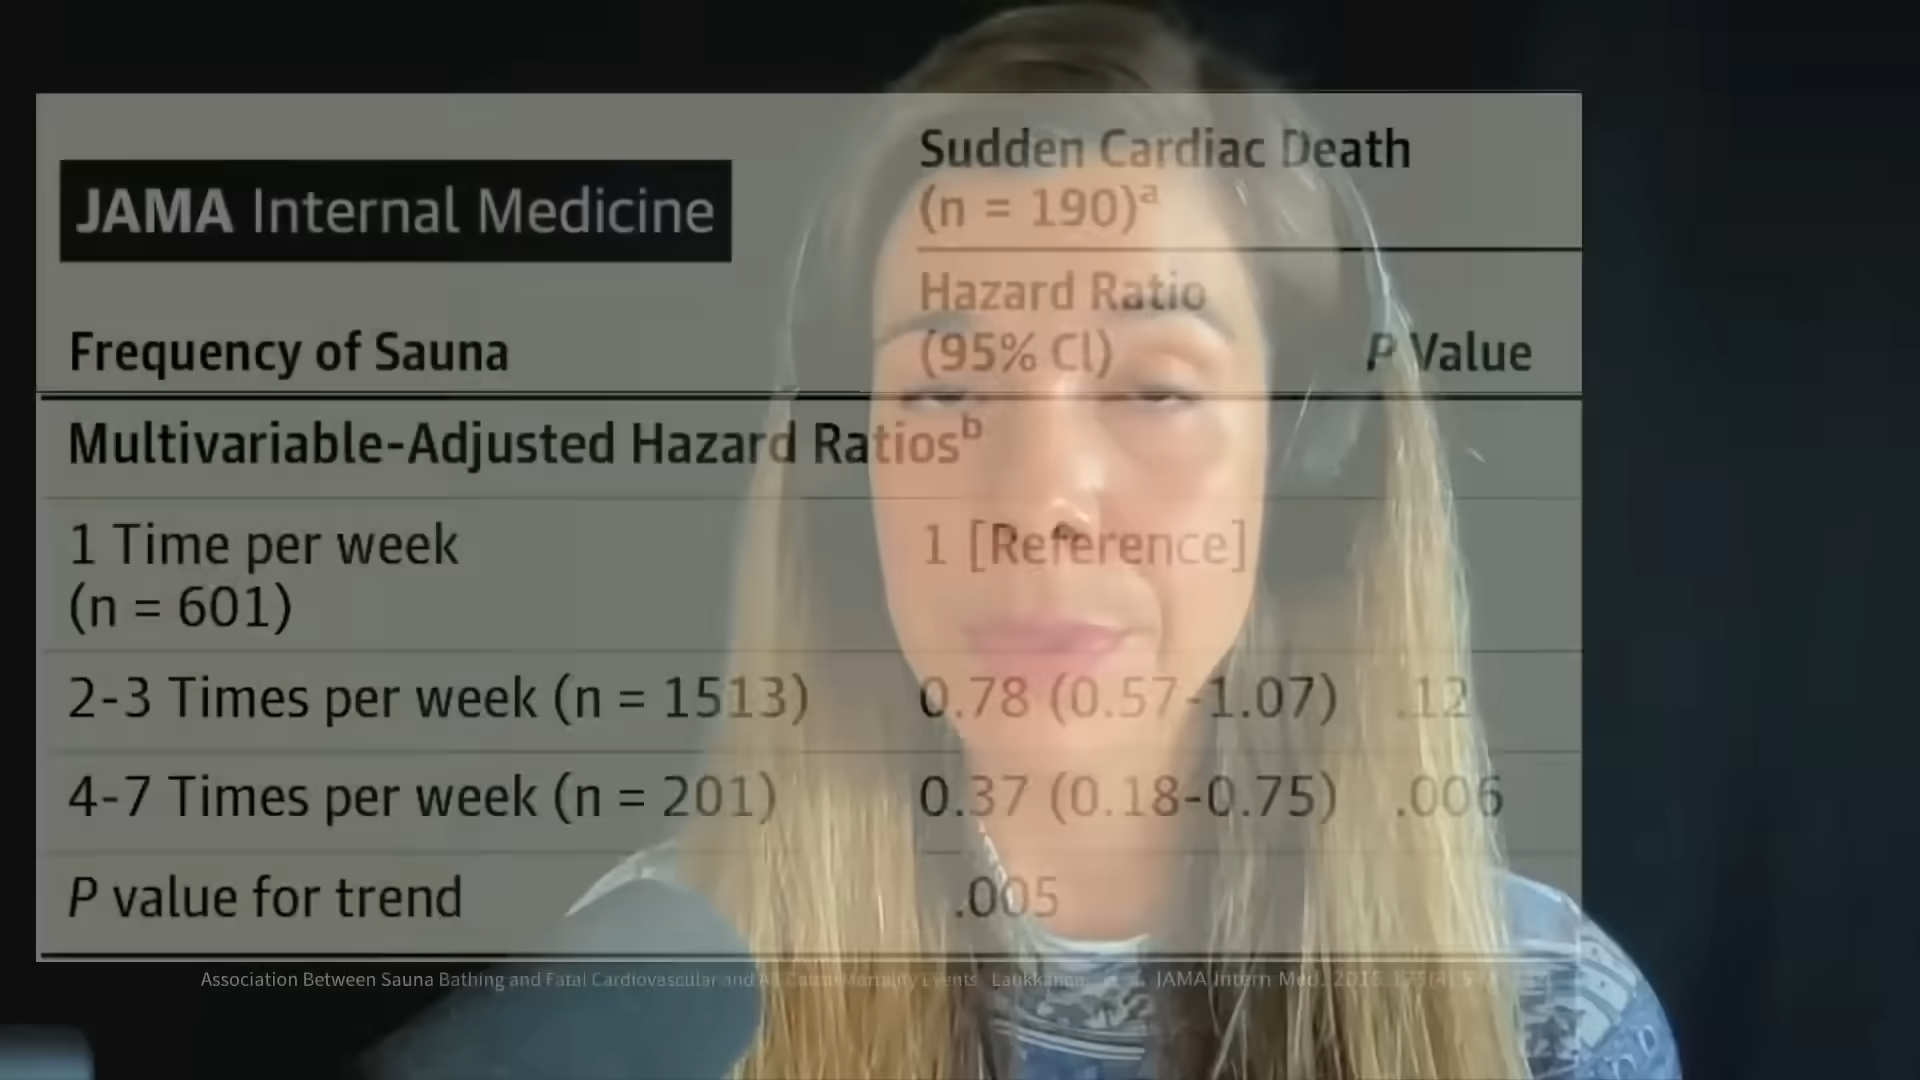 JAMA Internal Medicine
Sudden Cardiac Death
(n = 190)a
Hazard Ratio
(95% CI)
P Value
Frequency of Sauna
Multivariable-Adjusted Hazard Ratiosb
1 Time per week
(n = 601)
1 [Reference]
2-3 Times per week (n = 1513) 0.78 (0.57-1.07) .12
4-7 Times per week (n = 201) 0.37 (0.18-0.75) .006
P value for trend .005
Association Between Sauna Bathing and Fatal Cardiovascular and Mortality Events Laukkanen JAMA Intern Med.